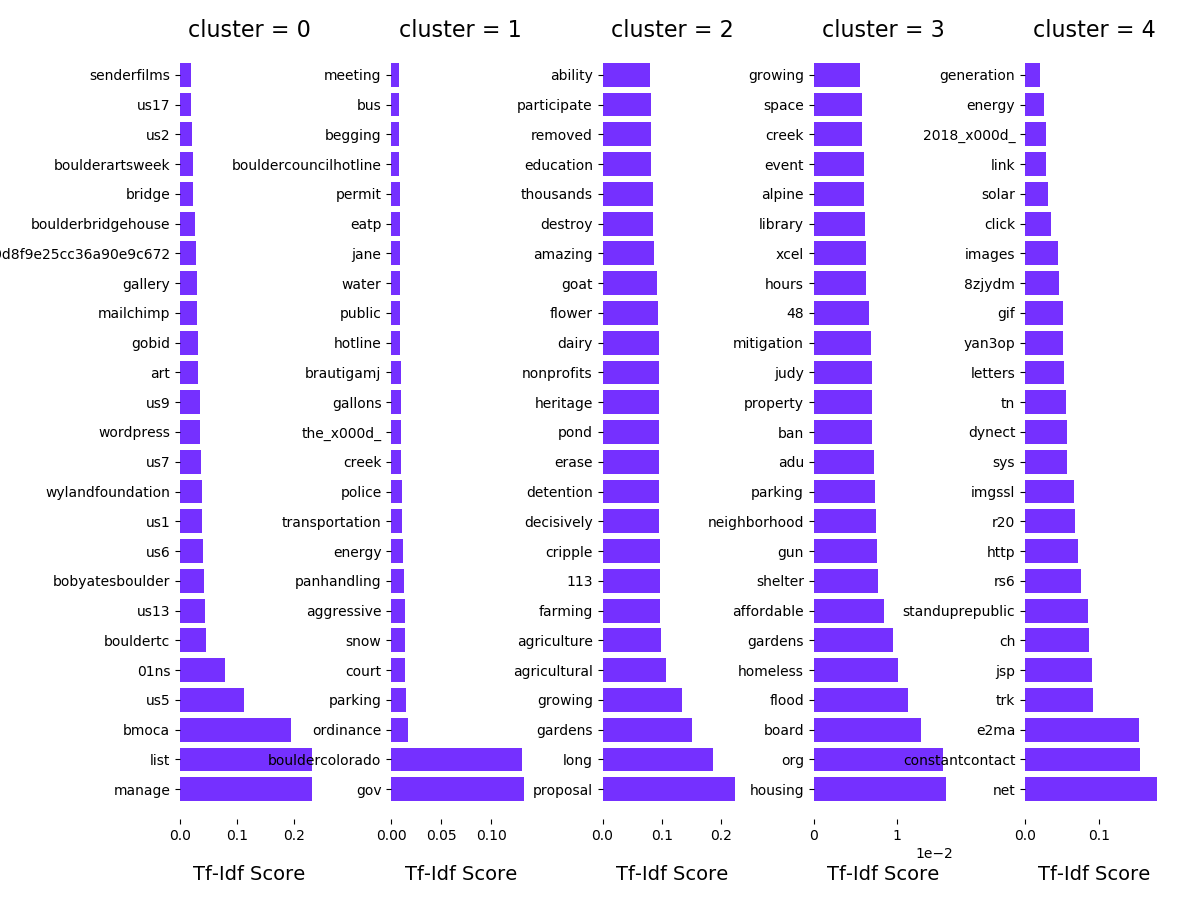 cluster = 0
senderfilms
us17
us2
boulderartsweek
bridge
boulderbridgehouse
d8f9e25cc36a90e9c672
gallery
mailchimp
gobid
art
us9
wordpress
us7
wylandfoundation
us1
us6
bobyatesboulder
us13
bouldertc
01ns
us5
bmoca
list
manage
0.0 0.1 0.2
Tf-Idf Score
cluster = 1
meeting
bus
begging
bouldercouncilhotline
permit
eatp
jane
water
public
hotline
brautigamj
gallons
the_x000d_
creek
police
transportation
energy
panhandling
aggressive
snow
court
parking
ordinance
bouldercolorado
gov
0.00 0.05 0.10
Tf-Idf Score
cluster = 2
ability
participate
removed
education
thousands
destroy
amazing
goat
flower
dairy
nonprofits
heritage
pond
erase
detention
decisively
cripple
113
farming
agriculture
agricultural
growing
gardens
long
proposal
0.0 0.1 0.2
Tf-Idf Score
cluster = 3
growing
space
creek
event
alpine
library
xcel
hours
48
mitigation
judy
property
ban
adu
parking
neighborhood
gun
shelter
affordable
gardens
homeless
flood
board
org
housing
0 1
1e−2
Tf-Idf Score
cluster = 4
generation
energy
2018_x000d_
link
solar
click
images
8zjydm
gif
yan3op
letters
tn
dynect
sys
imgssl
r20
http
rs6
standuprepublic
ch
jsp
trk
e2ma
constantcontact
net
0.0 0.1
Tf-Idf Score